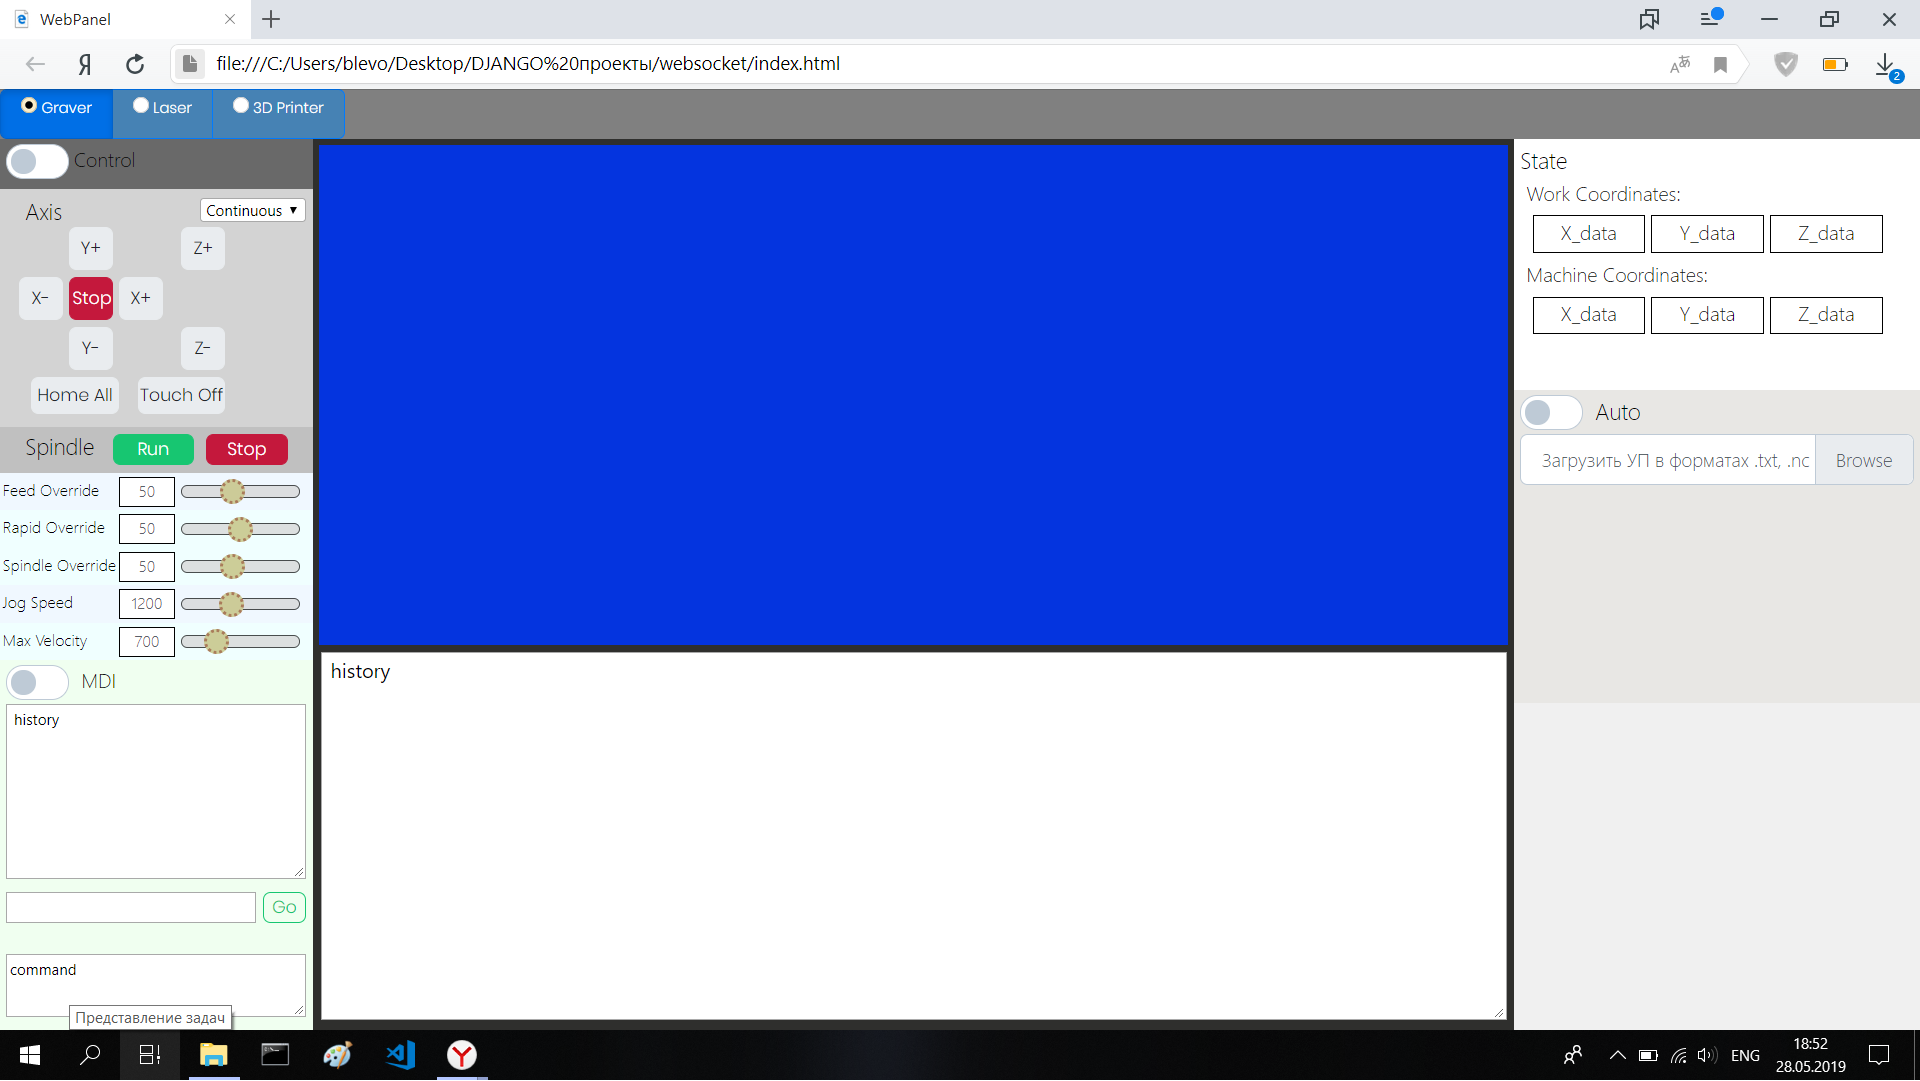 WebPanel
Я
file:///C:/Users/blevo/Desktop/DJANGO%20проекты/websocket/index.html
2
Graver
Laser
3D Printer
Control
Axis
Continuous
Y+
Z+
X-
Stop
X+
Y-
Z-
Home All
Touch Off
Spindle
Run
Stop
Feed Override
50
Rapid Override
50
Spindle Override
50
Jog Speed
1200
Max Velocity
700
MDI
history
Go
command
Представление задач
history
State
Work Coordinates:
X_data
Y_data
Z_data
Machine Coordinates:
X_data
Y_data
Z_data
Auto
Загрузить УП в форматах .txt, .nc
Browse
ENG
18:52
28.05.2019